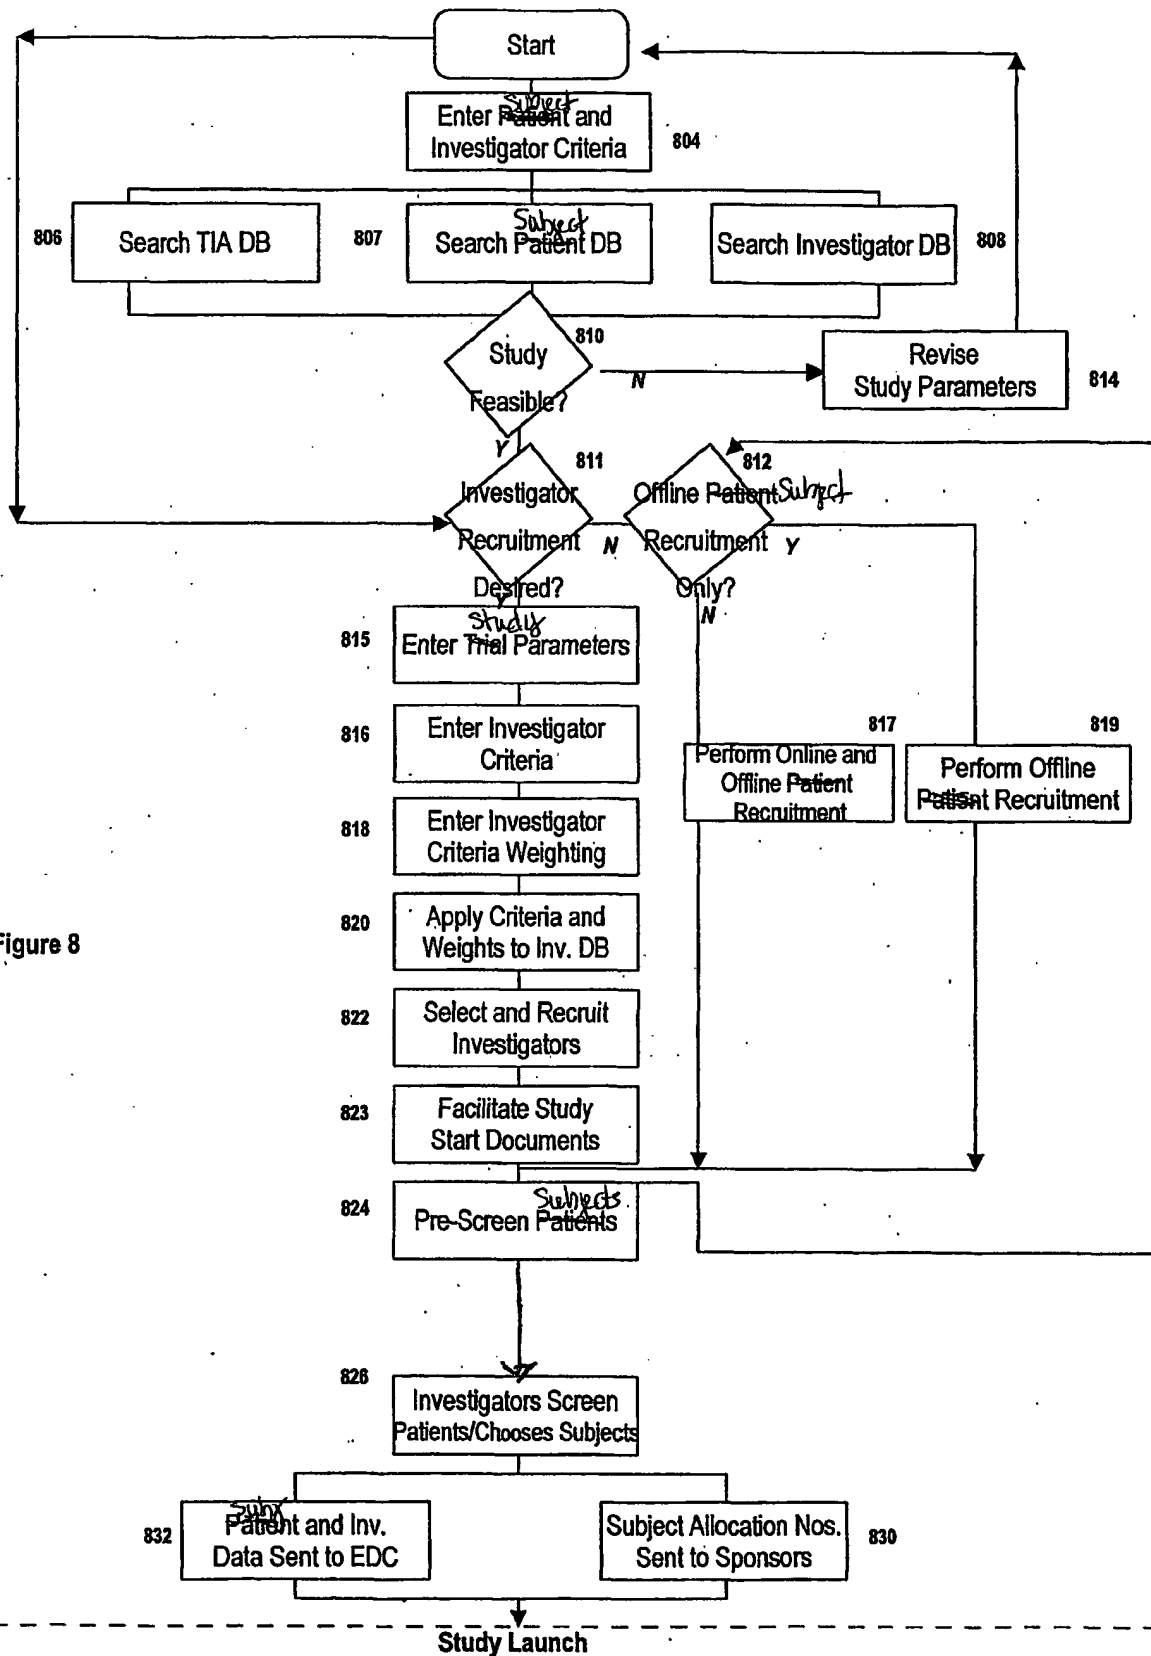 Start
Subject
Enter Patient and
Investigator Criteria
804
806
Search TIA DB
807
Subject
Search Patient DB
Search Investigator DB
808
810
Study
Feasible?
N
Y
Revise
Study Parameters
814
811
Investigator
Recruitment
Desired?
N
Y
812
Offline Patient Subject
Recruitment
Only?
Y
N
815
Study
Enter Trial Parameters
816
Enter Investigator
Criteria
817
Perform Online and
Offline Patient
Recruitment
819
Perform Offline
Patient Recruitment
818
Enter Investigator
Criteria Weighting
820
Apply Criteria and
Weights to Inv. DB
Figure 8
822
Select and Recruit
Investigators
823
Facilitate Study
Start Documents
824
Subjects
Pre-Screen Patients
826
Investigators Screen
Patients/Chooses Subjects
832
Patient and Inv.
Data Sent to EDC
Subject Allocation Nos.
Sent to Sponsors
830
Study Launch